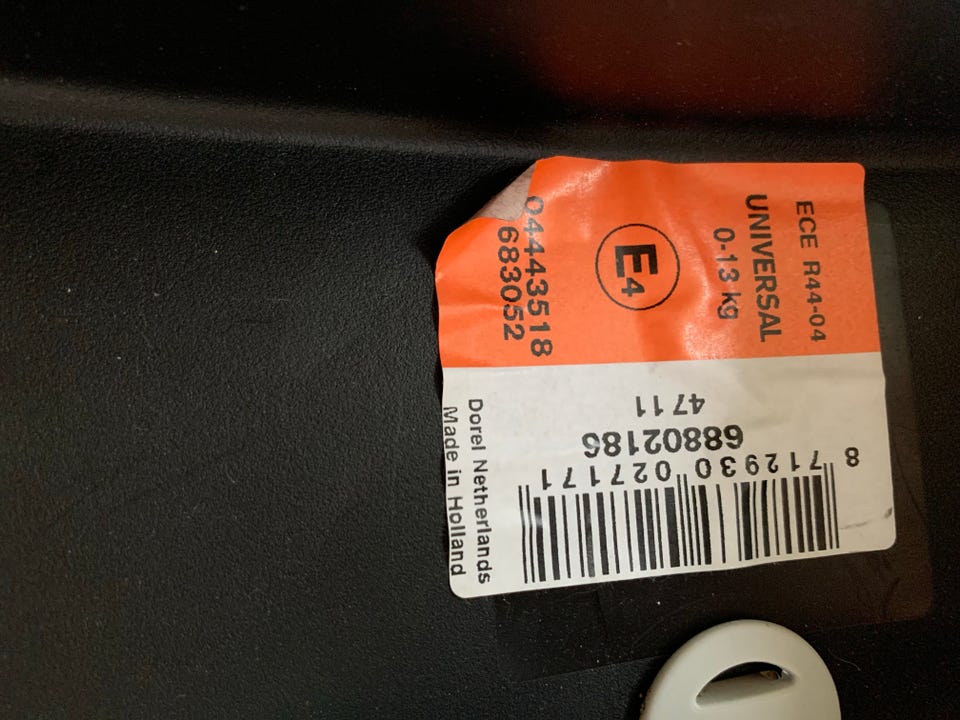 ECE R44-04
UNIVERSAL
0-13 kg
E4
04443518
683052
4711
68802186
8 712930 027171
Dorel Netherlands
Made in Holland